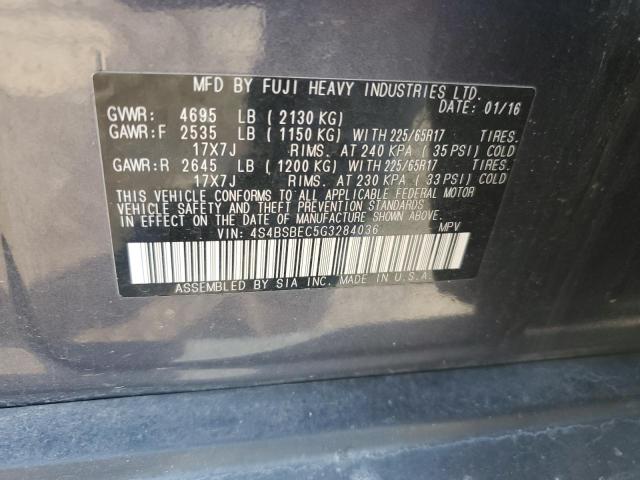 MFD BY FUJI HEAVY INDUSTRIES LTD.
DATE: 01/16
GVWR: 4695 LB ( 2130 KG)
GAWR:F 2535 LB ( 1150 KG) WITH 225/65R17 TIRES.
17X7J RIMS. AT 240 KPA ( 35 PSI) COLD
GAWR:R 2645 LB ( 1200 KG) WITH 225/65R17 TIRES.
17X7J RIMS. AT 230 KPA ( 33 PSI) COLD
THIS VEHICLE CONFORMS TO ALL APPLICABLE FEDERAL MOTOR
VEHICLE SAFETY AND THEFT PREVENTION STANDARDS
IN EFFECT ON THE DATE OF MANUFACTURE SHOWN ABOVE.
VIN: 4S4BSBEC5G3284036 MPV
ASSEMBLED BY SIA INC. MADE IN U.S.A.